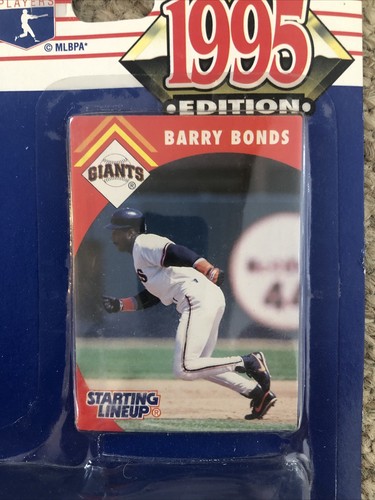 PLAYERS
© MLBPA*
1995
EDITION
BARRY BONDS
GIANTS®
STARTING
LINEUP®